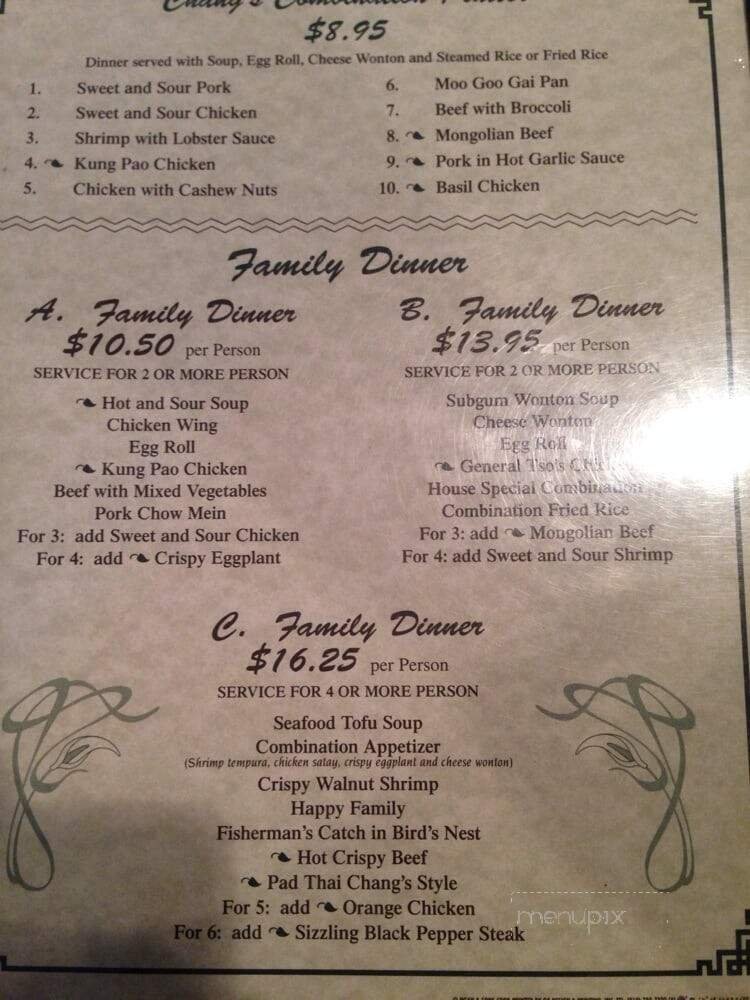 Chang's Combination Dinner
$8.95
Dinner served with Soup, Egg Roll, Cheese Wonton and Steamed Rice or Fried Rice
1. Sweet and Sour Pork
2. Sweet and Sour Chicken
3. Shrimp with Lobster Sauce
4. Kung Pao Chicken
5. Chicken with Cashew Nuts
6. Moo Goo Gai Pan
7. Beef with Broccoli
8. Mongolian Beef
9. Pork in Hot Garlic Sauce
10. Basil Chicken
Family Dinner
A. Family Dinner
$10.50 per Person
SERVICE FOR 2 OR MORE PERSON
Hot and Sour Soup
Chicken Wing
Egg Roll
Kung Pao Chicken
Beef with Mixed Vegetables
Pork Chow Mein
For 3: add Sweet and Sour Chicken
For 4: add Crispy Eggplant
B. Family Dinner
$13.95 per Person
SERVICE FOR 2 OR MORE PERSON
Subgum Wonton Soup
Cheese Wonton
Egg Roll
General Tso's
House Special Combination
Combination Fried Rice
For 3: add Mongolian Beef
For 4: add Sweet and Sour Shrimp
C. Family Dinner
$16.25 per Person
SERVICE FOR 4 OR MORE PERSON
Seafood Tofu Soup
Combination Appetizer
(Shrimp tempura, chicken satay, crispy eggplant and cheese wonton)
Crispy Walnut Shrimp
Happy Family
Fisherman's Catch in Bird's Nest
Hot Crispy Beef
Pad Thai Chang's Style
For 5: add Orange Chicken
For 6: add Sizzling Black Pepper Steak
menupix